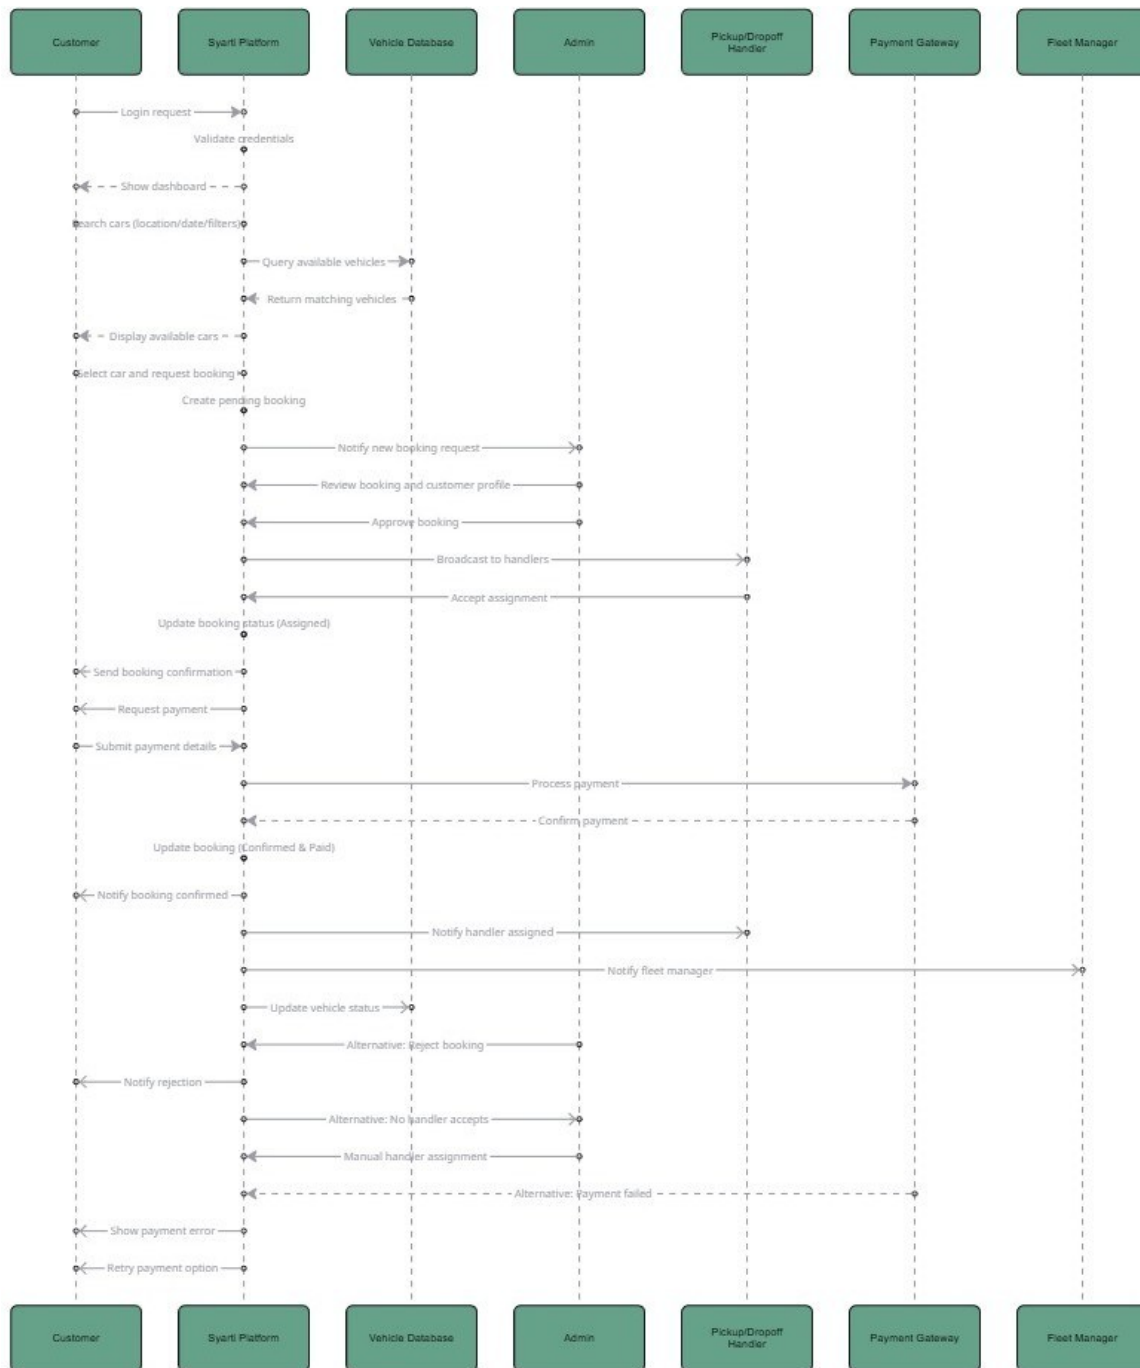 Customer
Syarti Platform
Vehicle Database
Admin
Pickup/Dropoff
Handler
Payment Gateway
Fleet Manager
Login request
Validate credentials
Show dashboard
Search cars (location/date/filters)
Query available vehicles
Return matching vehicles
Display available cars
Select car and request booking
Create pending booking
Notify new booking request
Review booking and customer profile
Approve booking
Broadcast to handlers
Accept assignment
Update booking status (Assigned)
Send booking confirmation
Request payment
Submit payment details
Process payment
Confirm payment
Update booking (Confirmed & Paid)
Notify booking confirmed
Notify handler assigned
Notify fleet manager
Update vehicle status
Alternative: Reject booking
Notify rejection
Alternative: No handler accepts
Manual handler assignment
Alternative: Payment failed
Show payment error
Retry payment option
Customer
Syarti Platform
Vehicle Database
Admin
Pickup/Dropoff
Handler
Payment Gateway
Fleet Manager